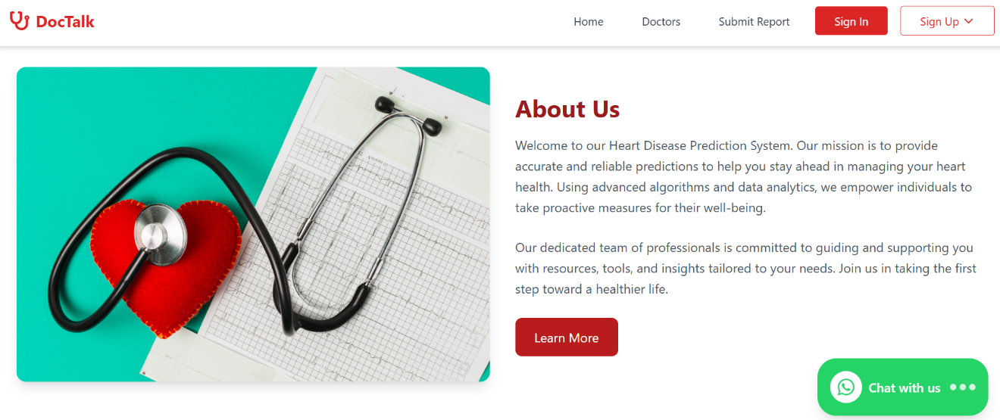 DocTalk
Home
Doctors
Submit Report
Sign In
Sign Up
About Us
Welcome to our Heart Disease Prediction System. Our mission is to provide
accurate and reliable predictions to help you stay ahead in managing your heart
health. Using advanced algorithms and data analytics, we empower individuals to
take proactive measures for their well-being.
Our dedicated team of professionals is committed to guiding and supporting you
with resources, tools, and insights tailored to your needs. Join us in taking the first
step toward a healthier life.
Learn More
Chat with us